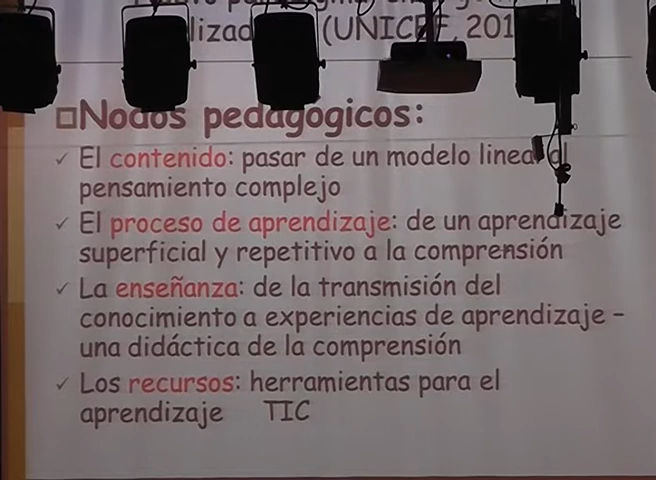 (UNICEF, 201
□Nodos pedagógicos:
✓ El contenido: pasar de un modelo lineal al
pensamiento complejo
✓ El proceso de aprendizaje: de un aprendizaje
superficial y repetitivo a la comprensión
✓ La enseñanza: de la transmisión del
conocimiento a experiencias de aprendizaje –
una didáctica de la comprensión
✓ Los recursos: herramientas para el
aprendizaje TIC